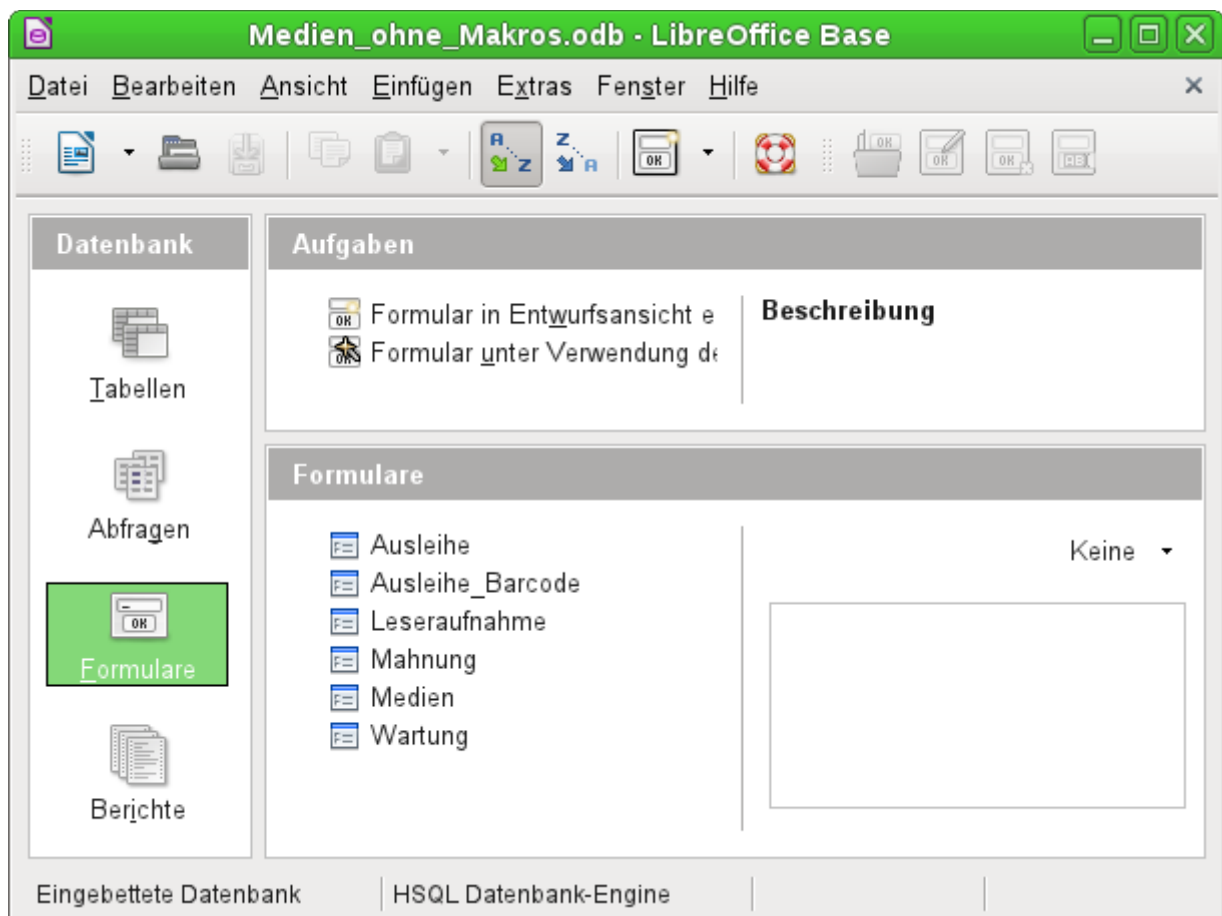 Medien_ohne_Makros.odb - LibreOffice Base
Datei Bearbeiten Ansicht Einfügen Extras Fenster Hilfe
Datenbank
Tabellen
Abfragen
Formulare
Berichte
Aufgaben
Formular in Entwurfsansicht e
Formular unter Verwendung de
Beschreibung
Formulare
Ausleihe
Ausleihe_Barcode
Leseraufnahme
Mahnung
Medien
Wartung
Keine
Eingebettete Datenbank
HSQL Datenbank-Engine